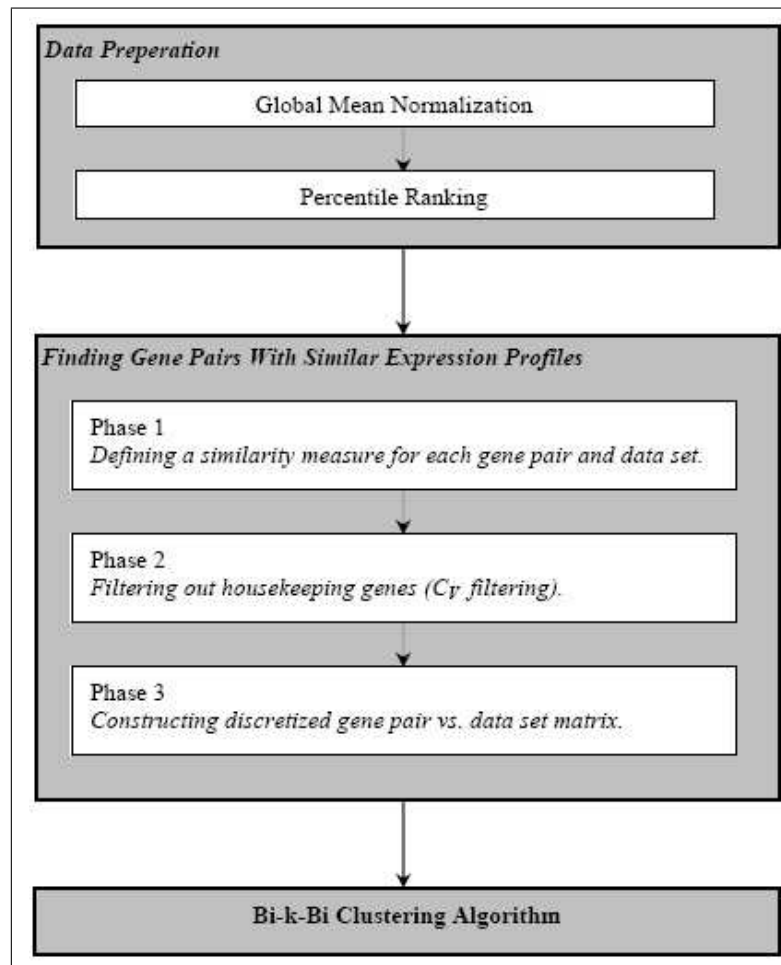 Data Preperation
Global Mean Normalization
Percentile Ranking
Finding Gene Pairs With Similar Expression Profiles
Phase 1
Defining a similarity measure for each gene pair and data set.
Phase 2
Filtering out housekeeping genes (CV filtering).
Phase 3
Constructing discretized gene pair vs. data set matrix.
Bi-k-Bi Clustering Algorithm